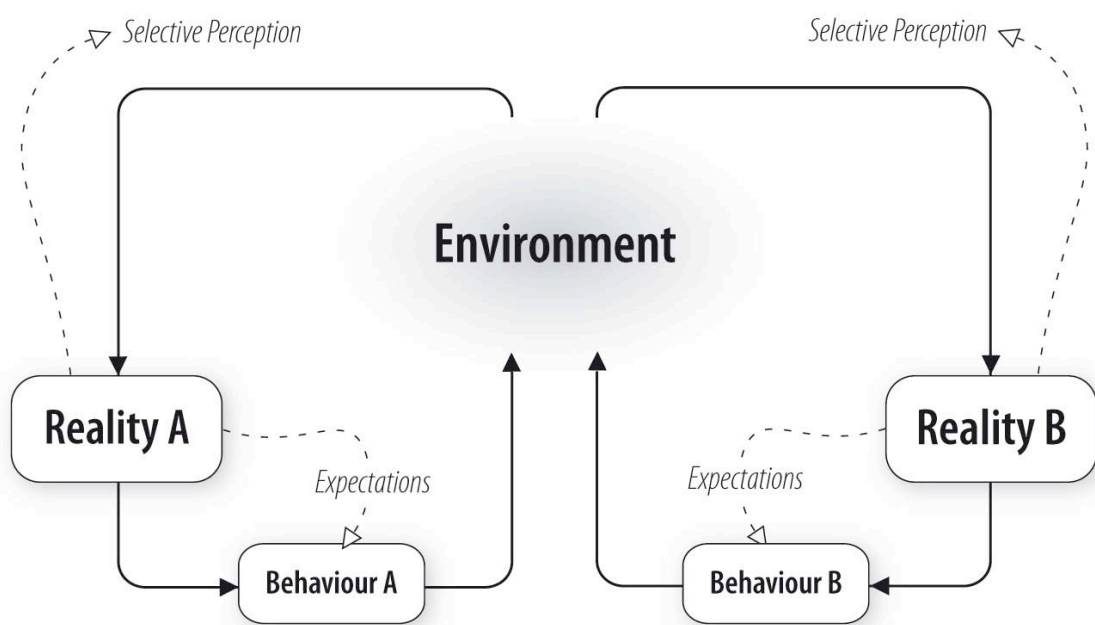 Selective Perception
Selective Perception
Environment
Reality A
Reality B
Expectations
Expectations
Behaviour A
Behaviour B